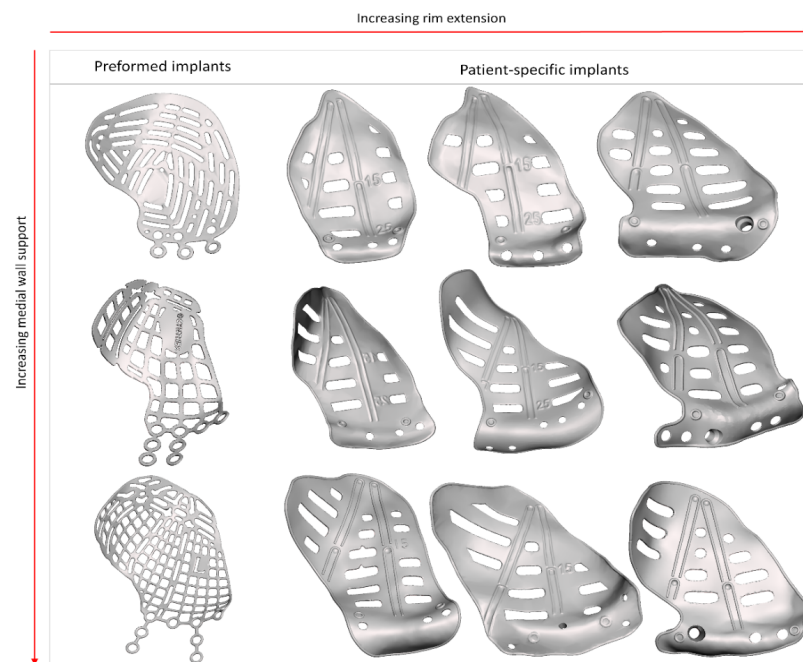 Increasing rim extension
Preformed implants
Patient-specific implants
Increasing medial wall support
15
25
15
25
15
25
15
15